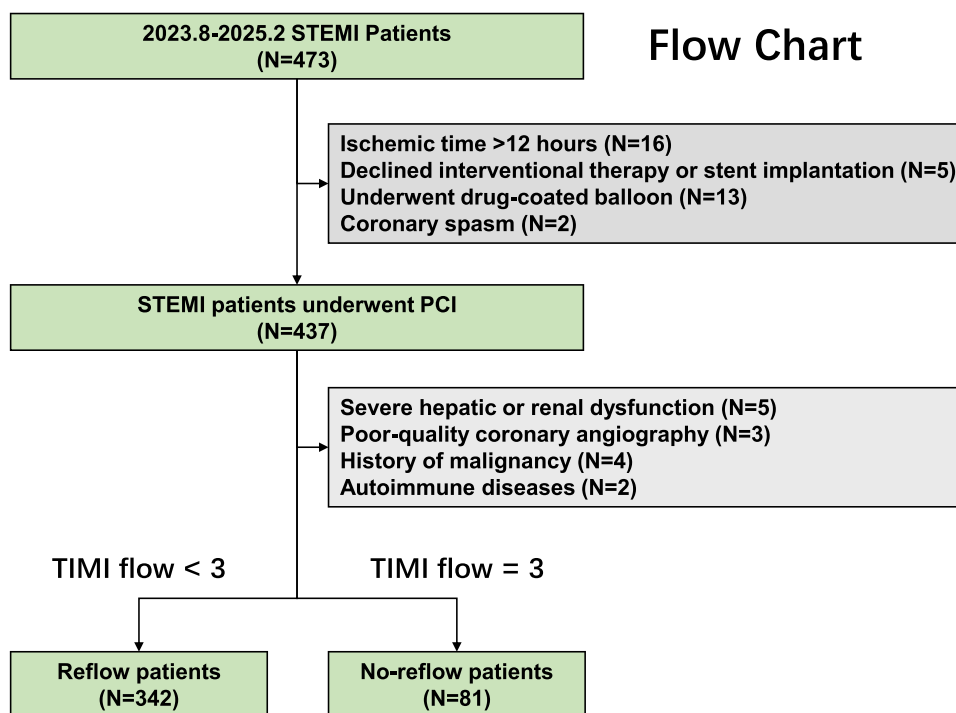 2023.8-2025.2 STEMI Patients
(N=473)
Flow Chart
Ischemic time >12 hours (N=16)
Declined interventional therapy or stent implantation (N=5)
Underwent drug-coated balloon (N=13)
Coronary spasm (N=2)
STEMI patients underwent PCI
(N=437)
Severe hepatic or renal dysfunction (N=5)
Poor-quality coronary angiography (N=3)
History of malignancy (N=4)
Autoimmune diseases (N=2)
TIMI flow < 3
TIMI flow = 3
Reflow patients
(N=342)
No-reflow patients
(N=81)